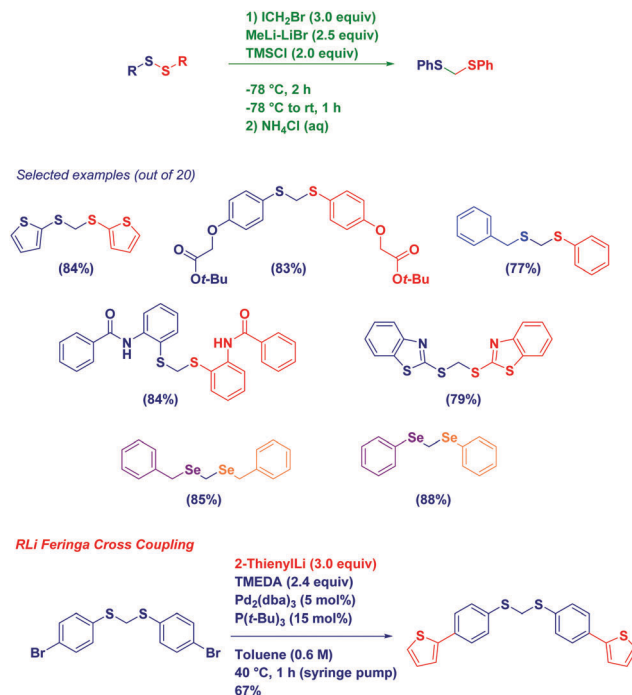 1) ICH₂Br (3.0 equiv)
MeLi-LiBr (2.5 equiv)
TMSCl (2.0 equiv)
R S S R
PhS SPh
-78 °C, 2 h
-78 °C to rt, 1 h
2) NH₄Cl (aq)
Selected examples (out of 20)
S S S S
(84%)
S S
O O
O O
Ot-Bu Ot-Bu
(83%)
S S
(77%)
O O
N H NH
S S
(84%)
N N
S S S S
(79%)
Se Se
(85%)
Se Se
(88%)
RLi Feringa Cross Coupling
2-ThienylLi (3.0 equiv)
TMEDA (2.4 equiv)
Pd₂(dba)₃ (5 mol%)
P(t-Bu)₃ (15 mol%)
S S
Br Br
S S
S S
Toluene (0.6 M)
40 °C, 1 h (syringe pump)
67%